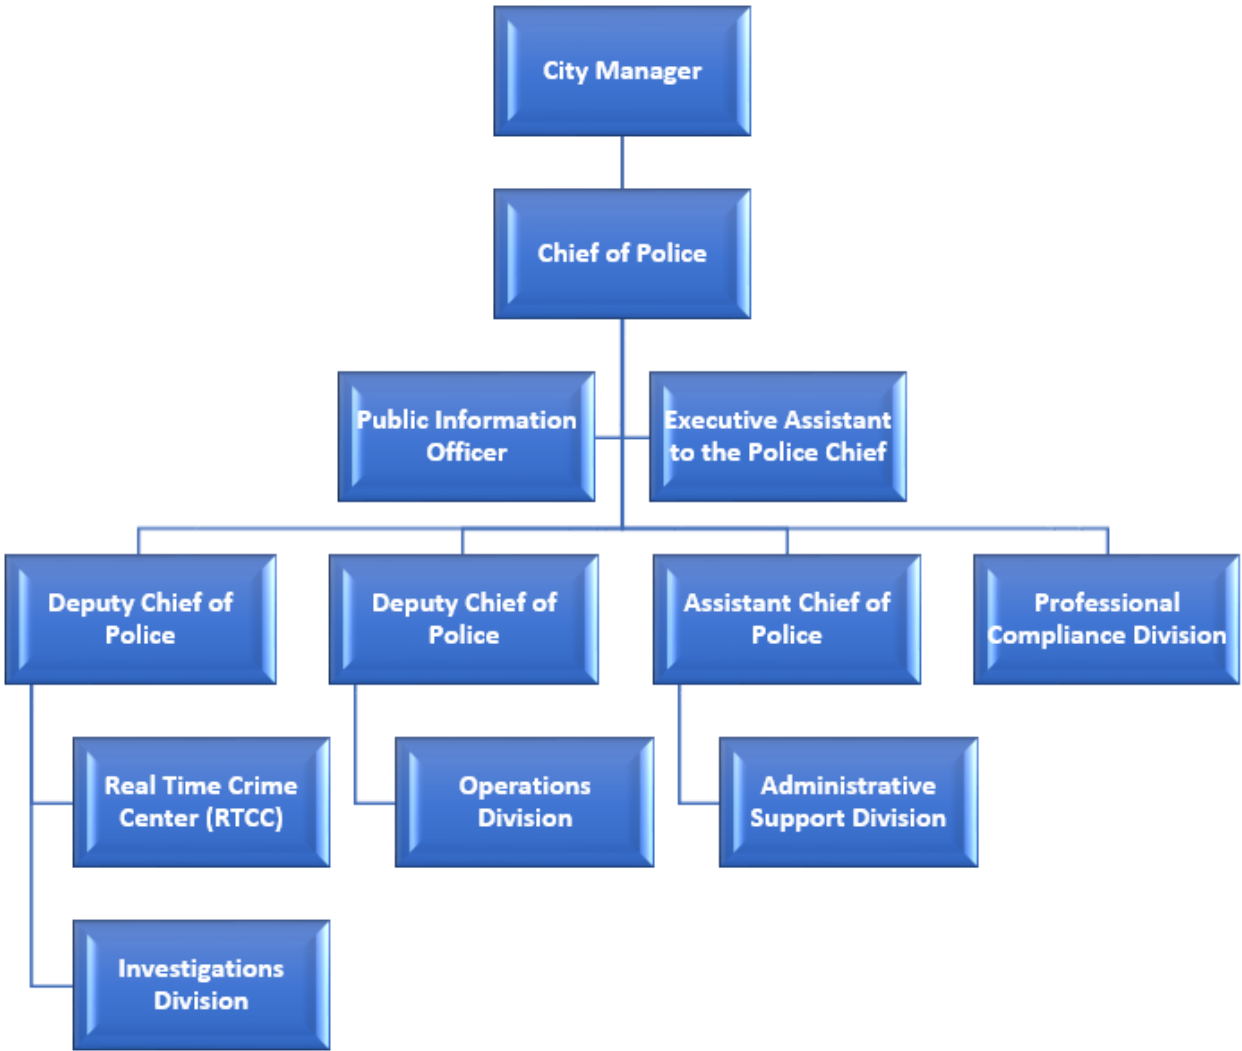 City Manager
Chief of Police
Public Information
Officer
Executive Assistant
to the Police Chief
Deputy Chief of
Police
Deputy Chief of
Police
Assistant Chief of
Police
Professional
Compliance Division
Real Time Crime
Center (RTCC)
Operations
Division
Administrative
Support Division
Investigations
Division